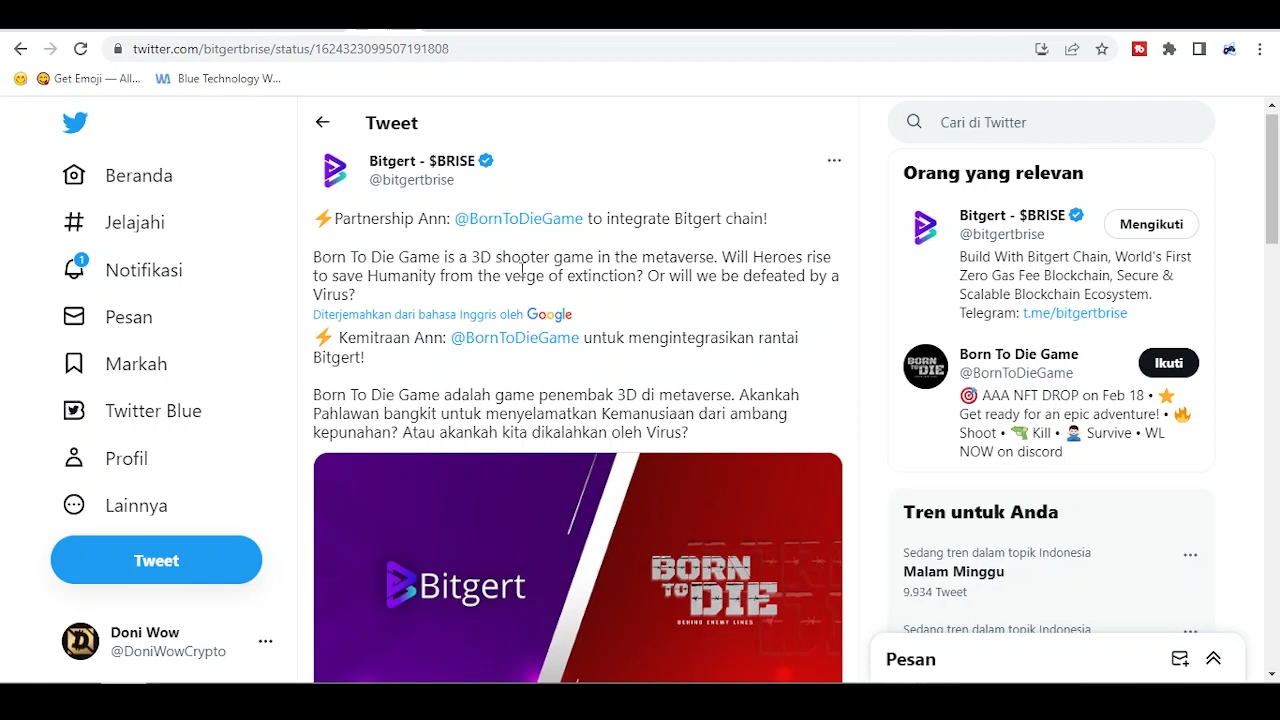 twitter.com/bitgertbrise/status/1624323099507191808
Get Emoji — All...
Blue Technology W...
Beranda
Jelajahi
1
Notifikasi
Pesan
Markah
Twitter Blue
Profil
Lainnya
Tweet
Doni Wow
@DoniWowCrypto
Tweet
Bitgert - $BRISE
@bitgertbrise
⚡Partnership Ann: @BornToDieGame to integrate Bitgert chain!
Born To Die Game is a 3D shooter game in the metaverse. Will Heroes rise
to save Humanity from the verge of extinction? Or will we be defeated by a
Virus?
Diterjemahkan dari bahasa Inggris oleh Google
⚡ Kemitraan Ann: @BornToDieGame untuk mengintegrasikan rantai
Bitgert!
Born To Die Game adalah game penembak 3D di metaverse. Akankah
Pahlawan bangkit untuk menyelamatkan Kemanusiaan dari ambang
kepunahan? Atau akankah kita dikalahkan oleh Virus?
Bitgert
BORN
TO DIE
BEHIND ENEMY LINES
Cari di Twitter
Orang yang relevan
Bitgert - $BRISE
@bitgertbrise
Mengikuti
Build With Bitgert Chain, World's First
Zero Gas Fee Blockchain, Secure &
Scalable Blockchain Ecosystem.
Telegram: t.me/bitgertbrise
BORN
TO DIE
Born To Die Game
@BornToDieGame
Ikuti
🎯 AAA NFT DROP on Feb 18 • ⭐
Get ready for an epic adventure! • 🔥
Shoot • 🔫 Kill • 🧟 Survive • WL
NOW on discord
Tren untuk Anda
Sedang tren dalam topik Indonesia
Malam Minggu
9.934 Tweet
Sedang tren dalam topik Indonesia
Pesan